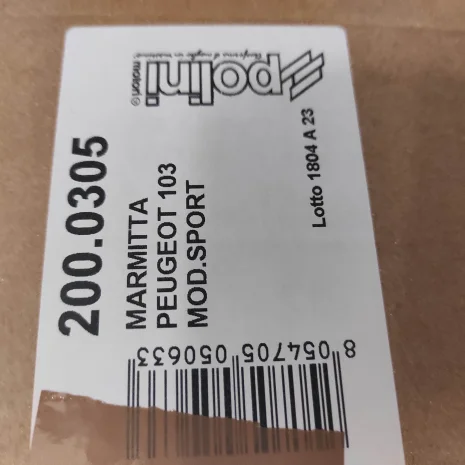 polini
motori®
200.0305
MARMITTA
PEUGEOT 103
MOD.SPORT
Lotto 1804 A 23
8 054705 050633